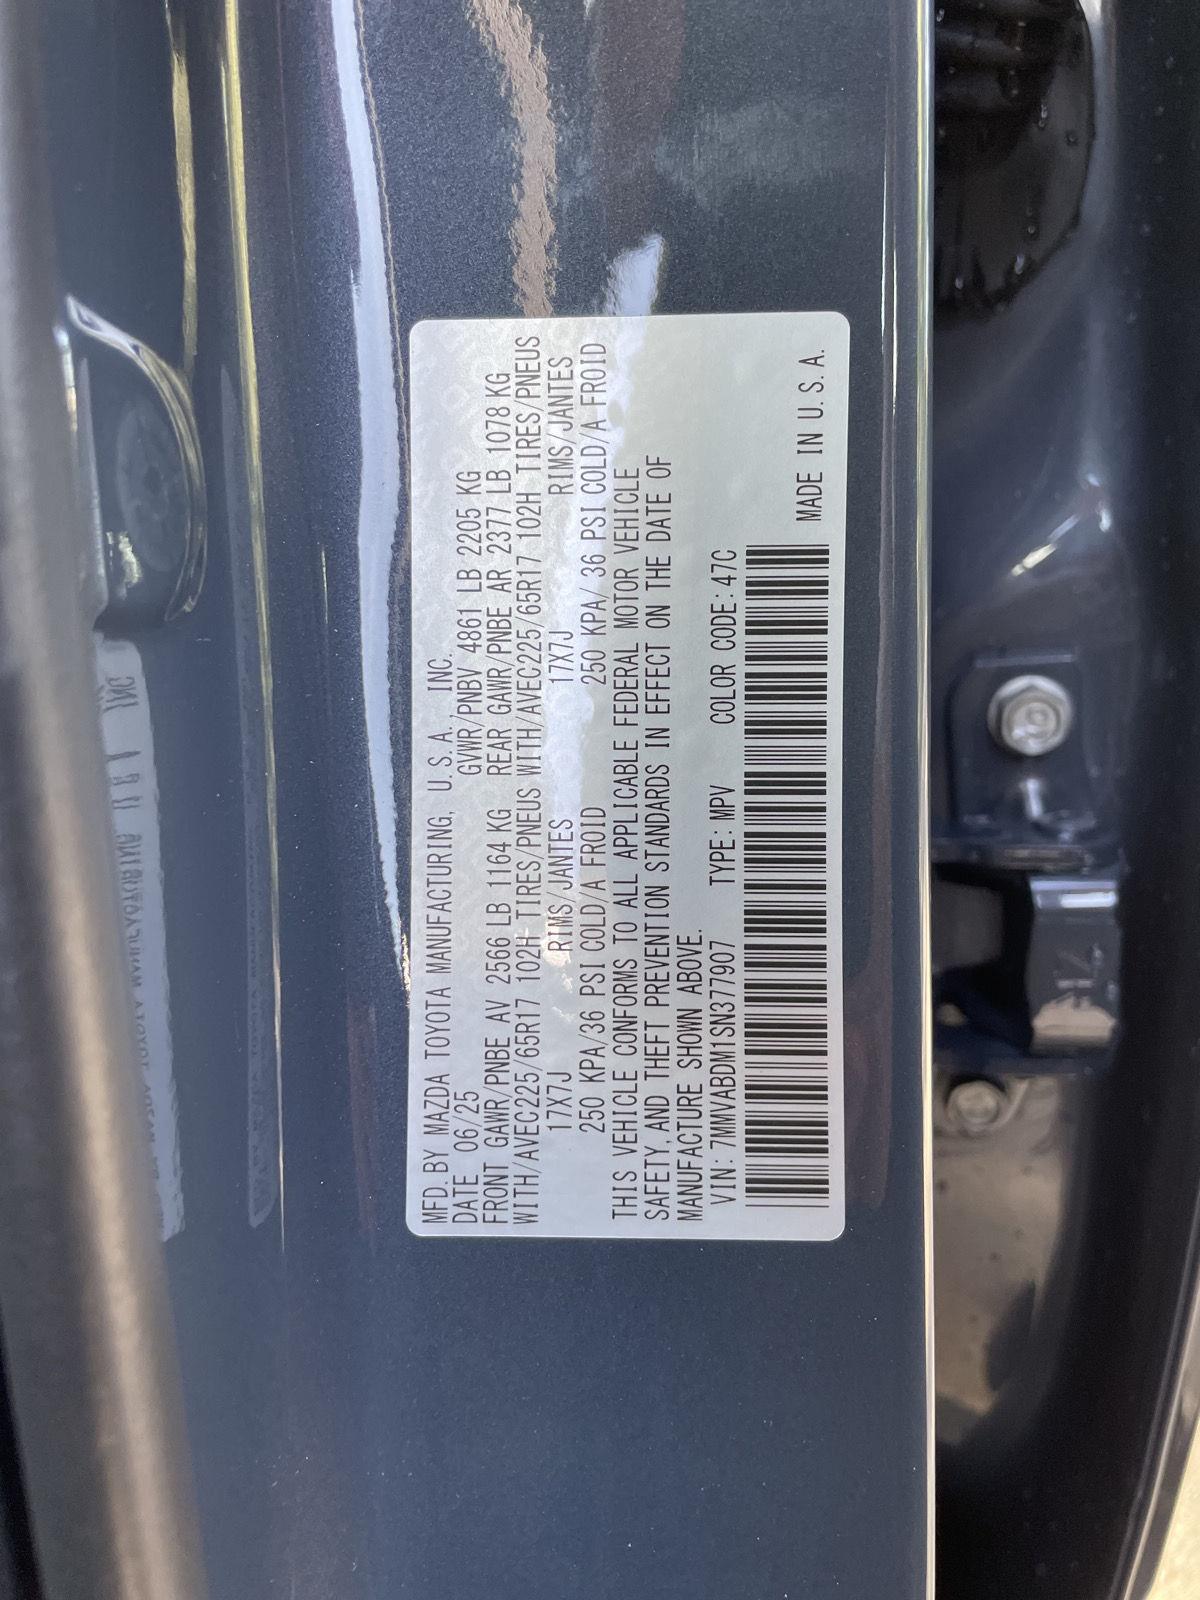 MFD. BY MAZDA TOYOTA MANUFACTURING, U.S.A. INC.
DATE 06/25 GVWR/PNBV 4861 LB 2205 KG
FRONT GAWR/PNBE AV 2566 LB 1164 KG REAR GAWR/PNBE AR 2377 LB 1078 KG
WITH/AVEC225/65R17 102H TIRES/PNEUS WITH/AVEC225/65R17 102H TIRES/PNEUS
17X7J RIMS/JANTES 17X7J RIMS/JANTES
250 KPA/36 PSI COLD/A FROID 250 KPA/ 36 PSI COLD/A FROID
THIS VEHICLE CONFORMS TO ALL APPLICABLE FEDERAL MOTOR VEHICLE
SAFETY, AND THEFT PREVENTION STANDARDS IN EFFECT ON THE DATE OF
MANUFACTURE SHOWN ABOVE.
VIN: 7MMVABDM1SN377907 TYPE: MPV COLOR CODE: 47C
MADE IN U.S.A.